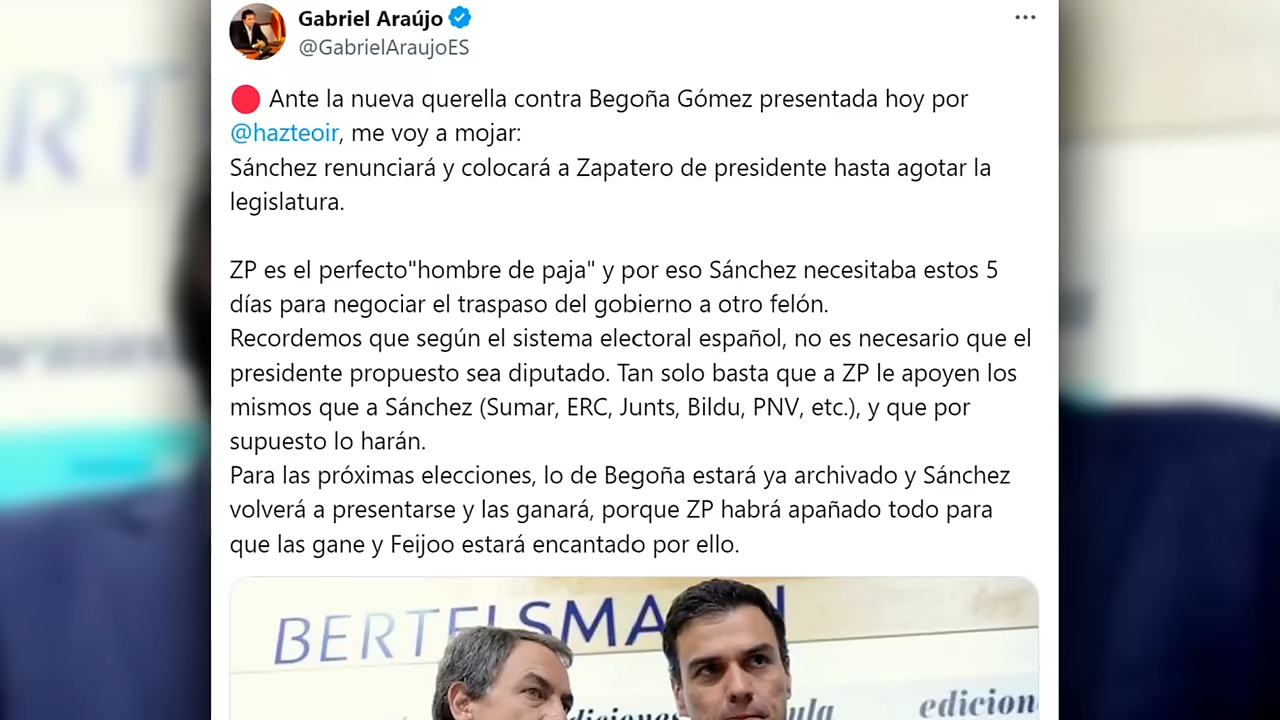 Gabriel Araújo
@GabrielAraujoES
Ante la nueva querella contra Begoña Gómez presentada hoy por
@hazteoir, me voy a mojar:
Sánchez renunciará y colocará a Zapatero de presidente hasta agotar la
legislatura.
ZP es el perfecto"hombre de paja" y por eso Sánchez necesitaba estos 5
días para negociar el traspaso del gobierno a otro felón.
Recordemos que según el sistema electoral español, no es necesario que el
presidente propuesto sea diputado. Tan solo basta que a ZP le apoyen los
mismos que a Sánchez (Sumar, ERC, Junts, Bildu, PNV, etc.), y que por
supuesto lo harán.
Para las próximas elecciones, lo de Begoña estará ya archivado y Sánchez
volverá a presentarse y las ganará, porque ZP habrá apañado todo para
que las gane y Feijoo estará encantado por ello.
BERTELSMA
edicion